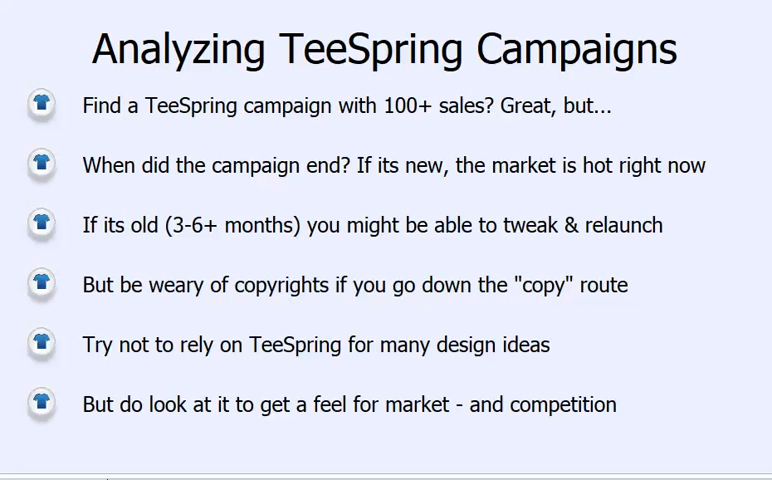 Analyzing TeeSpring Campaigns
Find a TeeSpring campaign with 100+ sales? Great, but...
When did the campaign end? If its new, the market is hot right now
If its old (3-6+ months) you might be able to tweak & relaunch
But be weary of copyrights if you go down the "copy" route
Try not to rely on TeeSpring for many design ideas
But do look at it to get a feel for market - and competition